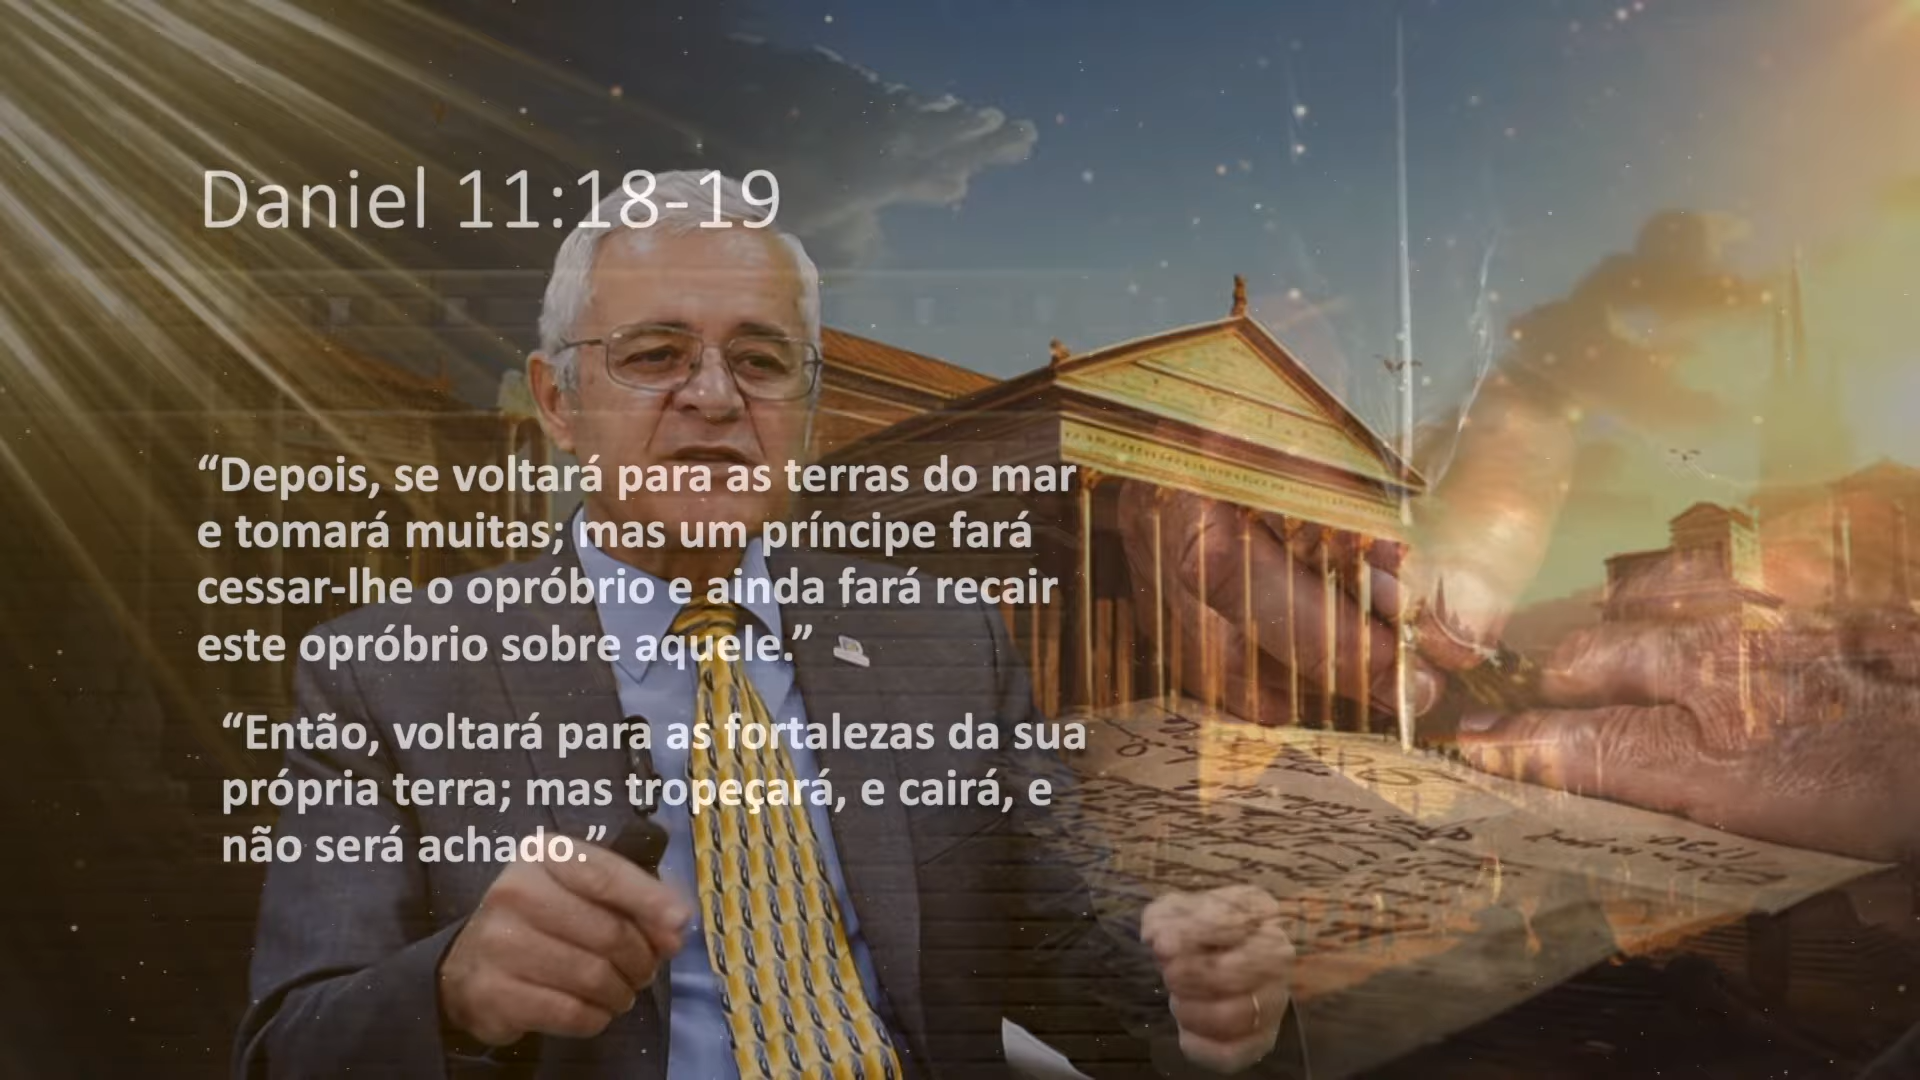 Daniel 11:18-19
“Depois, se voltará para as terras do mar
e tomará muitas; mas um príncipe fará
cessar-lhe o opróbrio e ainda fará recair
este opróbrio sobre aquele.”
“Então, voltará para as fortalezas da sua
própria terra; mas tropeçará, e cairá, e
não será achado.”